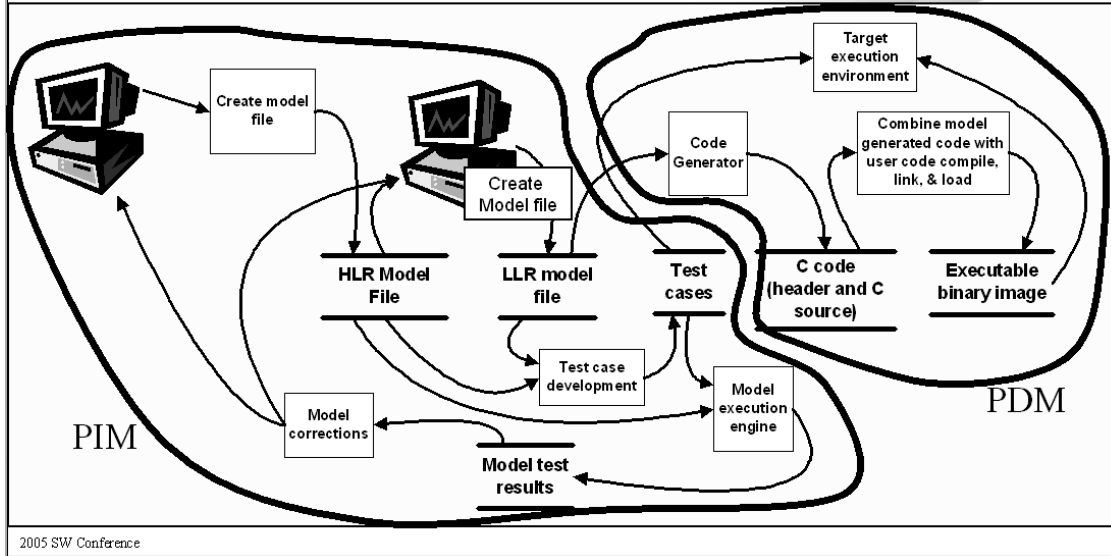 Target
execution
environment
Create model
file
Combine model
generated code with
user code compile,
link, & load
Code
Generator
Create
Model file
HLR Model
File
LLR model
file
Test
cases
C code
(header and C
source)
Executable
binary image
Test case
development
Model
execution
engine
PDM
PIM
Model
corrections
Model test
results
2005 SW Conference